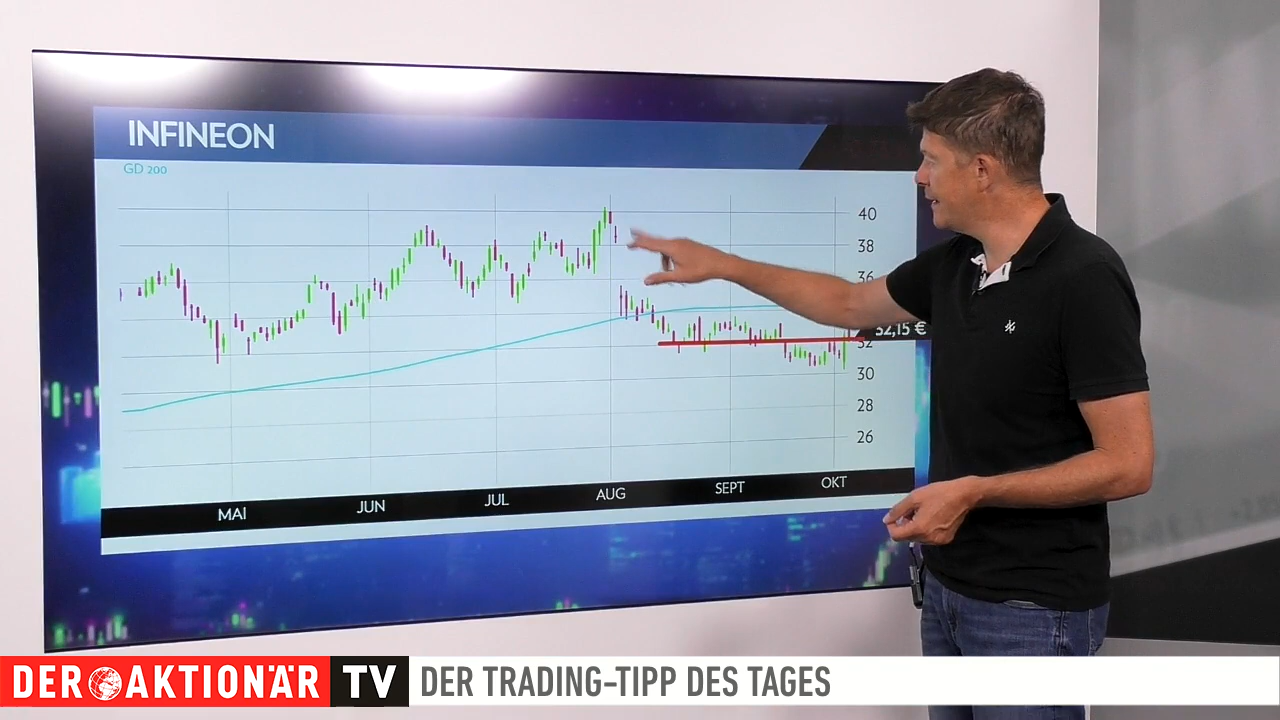 INFINEON
GD 200
40
38
36
32,15 €
32
30
28
26
MAI JUN JUL AUG SEPT OKT
DER AKTIONÄR TV DER TRADING-TIPP DES TAGES